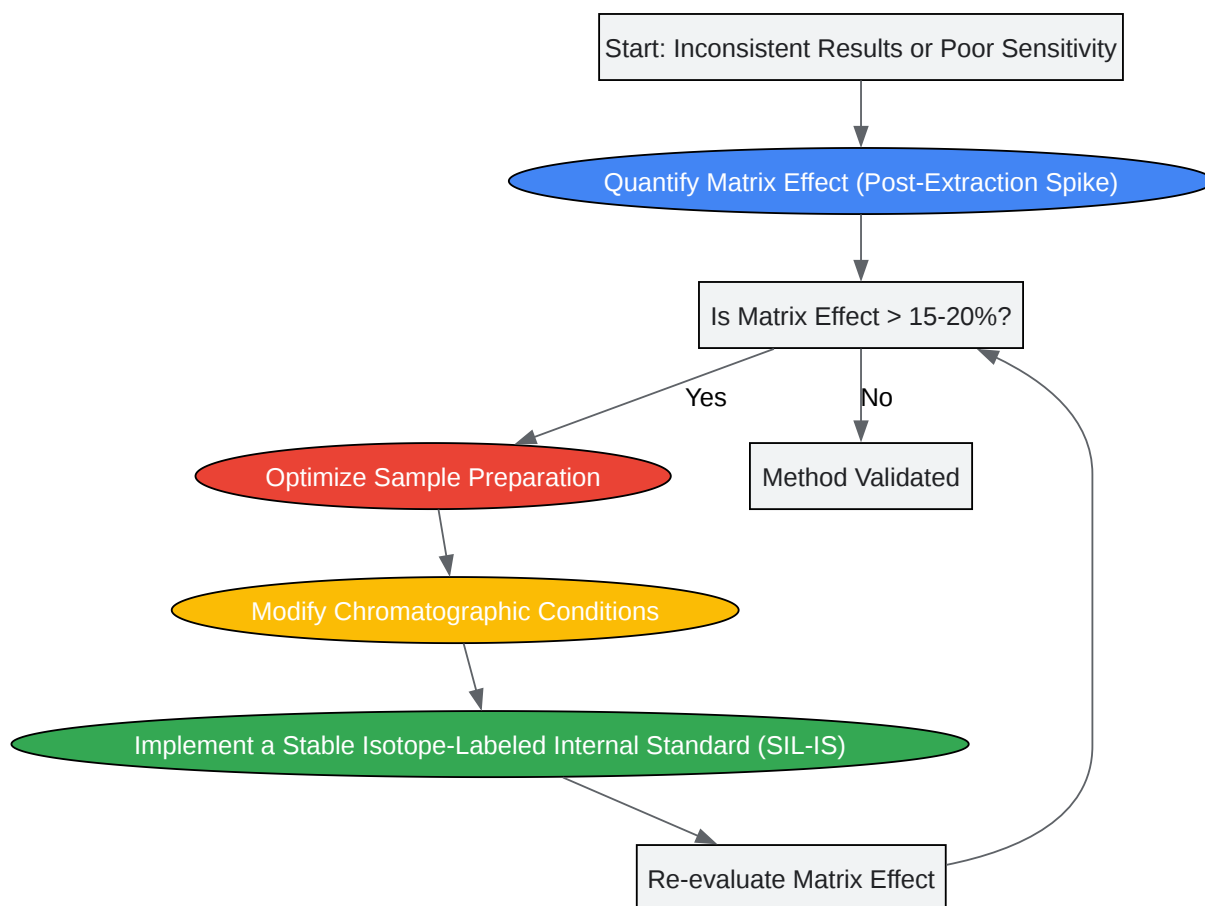 Start: Inconsistent Results or Poor Sensitivity
Quantify Matrix Effect (Post-Extraction Spike)
Is Matrix Effect > 15-20%?
Yes
No
Optimize Sample Preparation
Method Validated
Modify Chromatographic Conditions
Implement a Stable Isotope-Labeled Internal Standard (SIL-IS)
Re-evaluate Matrix Effect